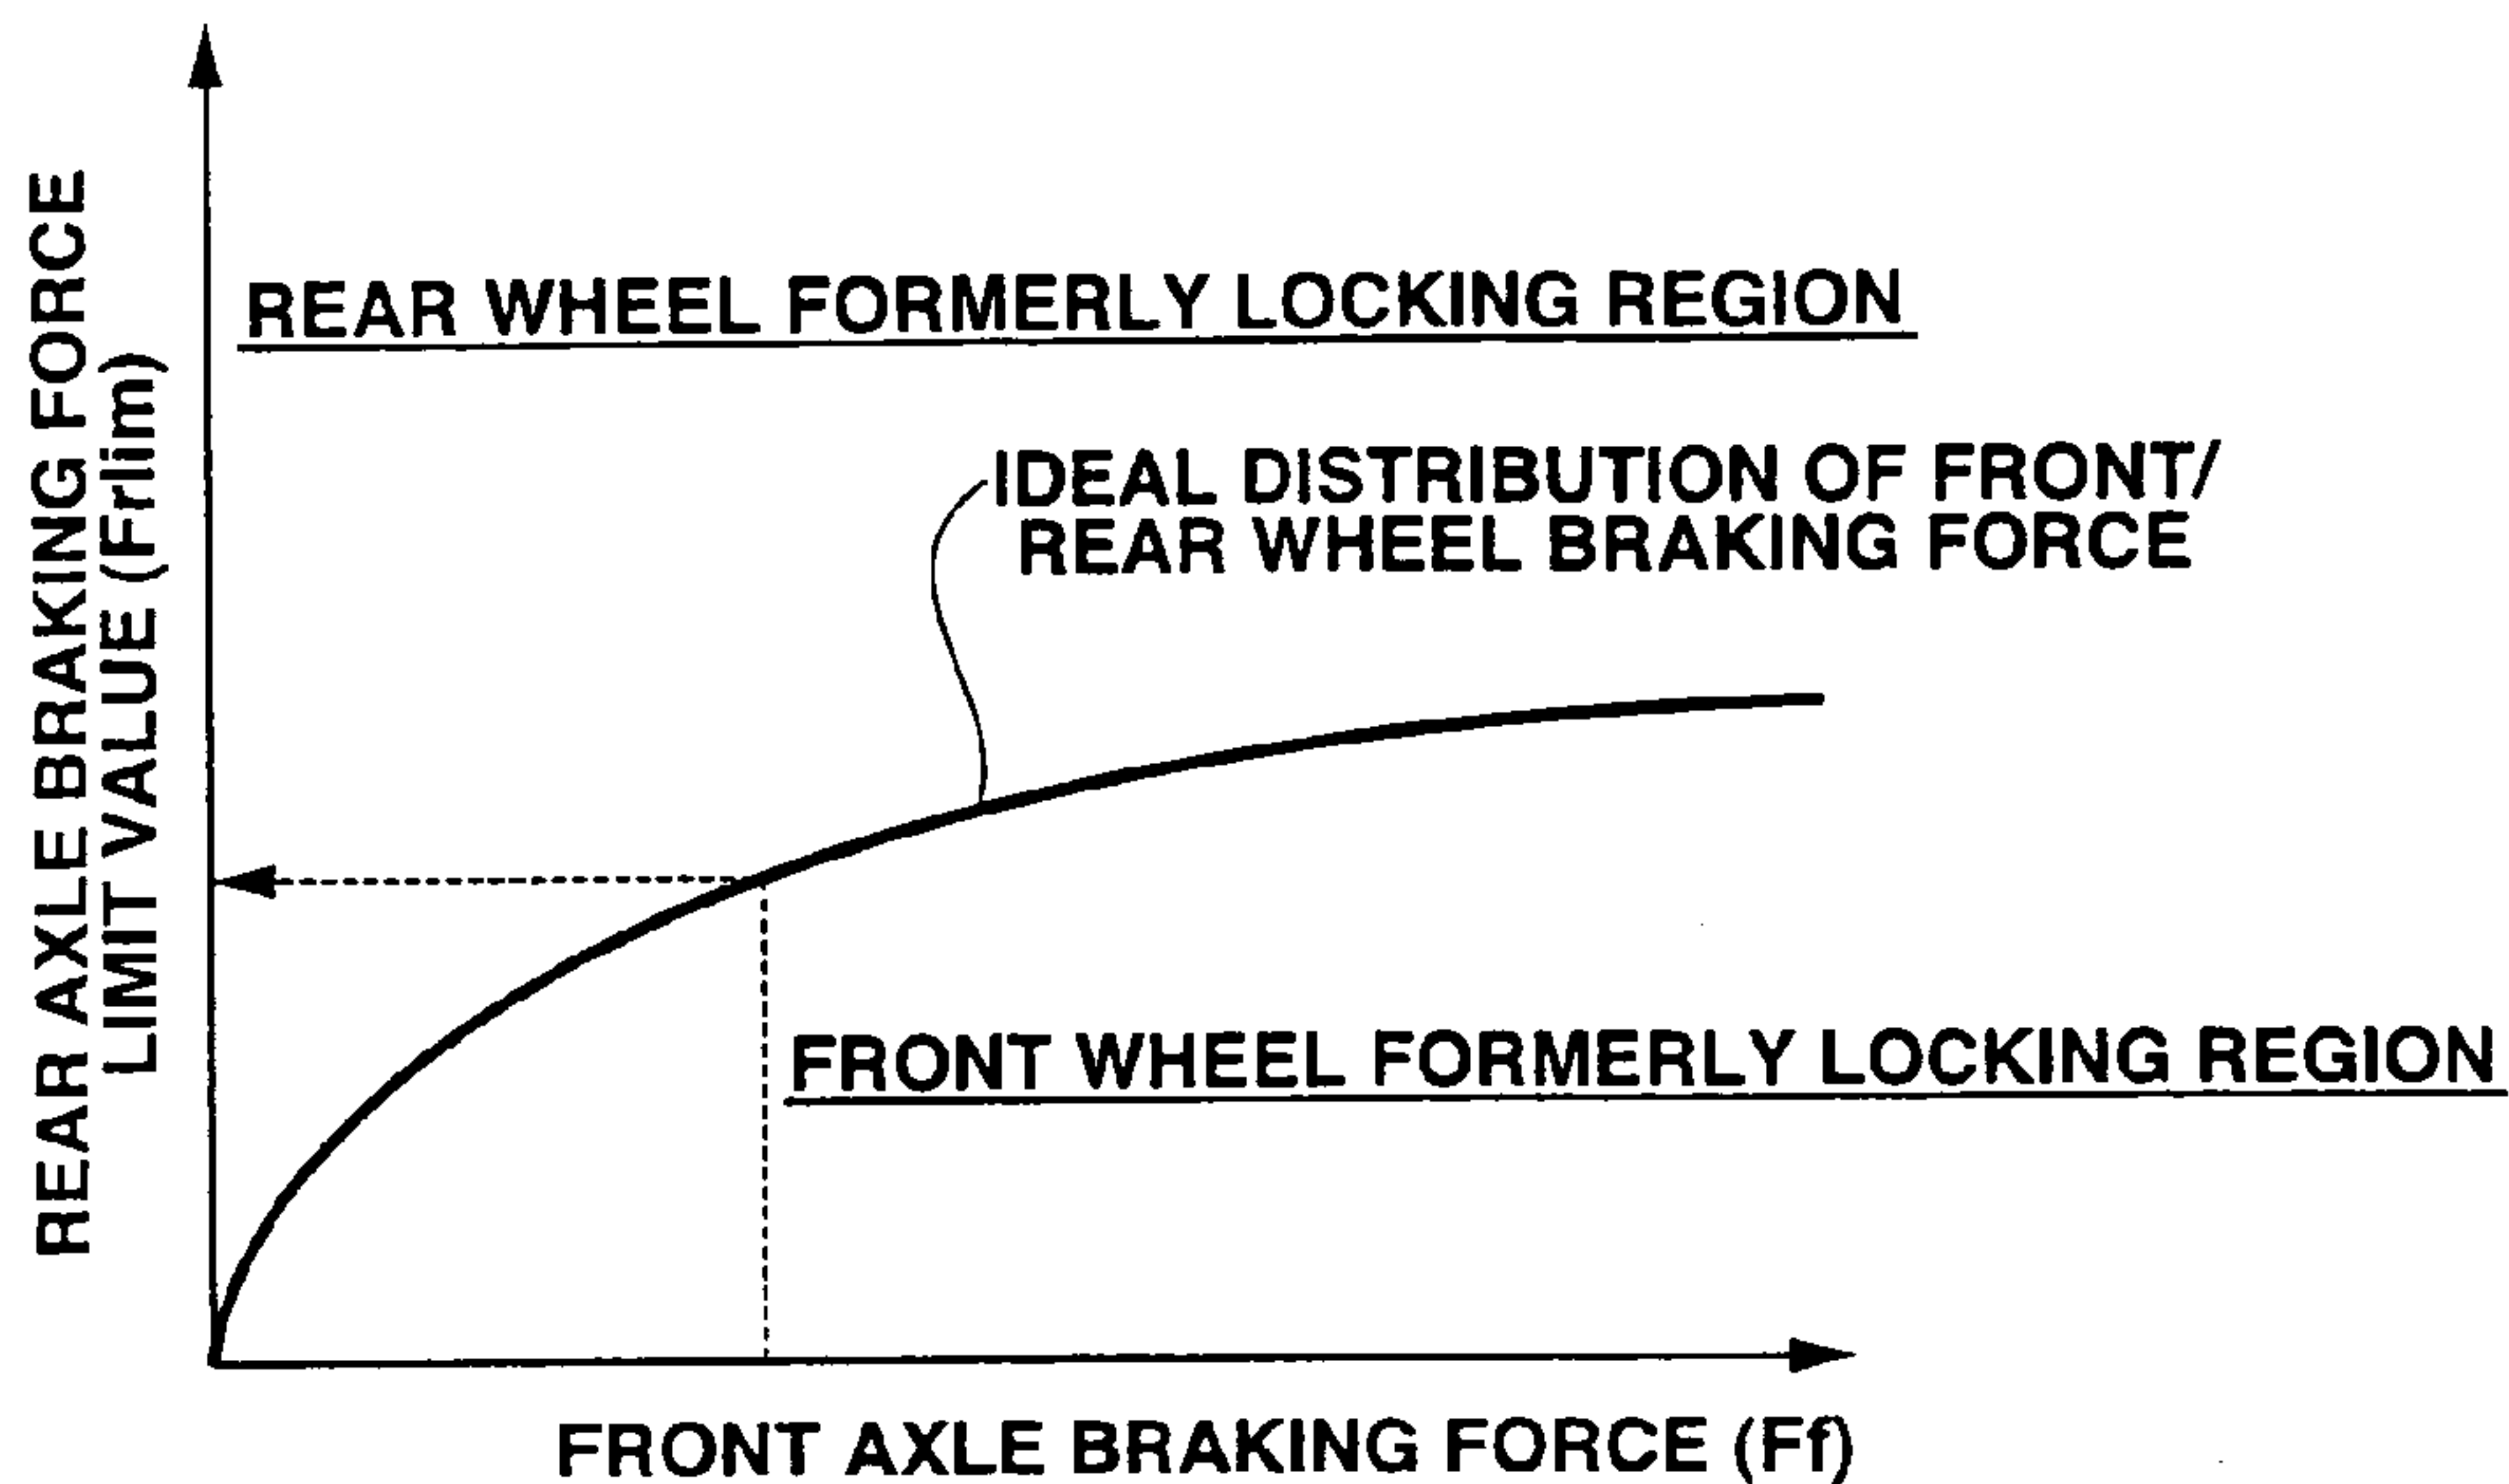 REAR AXLE BRAKING FORCE
LIMIT VALUE (Frlim)
REAR WHEEL FORMERLY LOCKING REGION
IDEAL DISTRIBUTION OF FRONT/
REAR WHEEL BRAKING FORCE
FRONT WHEEL FORMERLY LOCKING REGION
FRONT AXLE BRAKING FORCE (Ff)